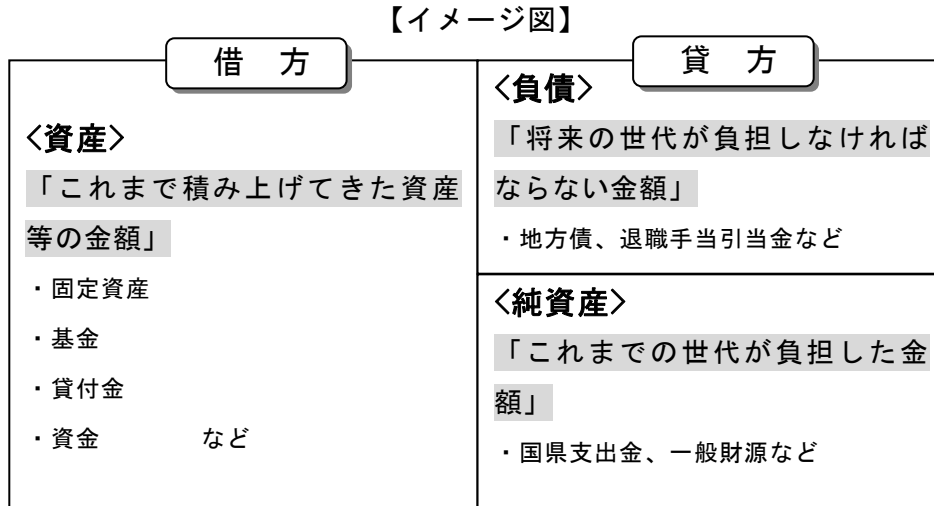 【イメージ図】
借　方
<資産>
「これまで積み上げてきた資産
等の金額」
・固定資産
・基金
・貸付金
・資金　　　　など
貸　方
<負債>
「将来の世代が負担しなければ
ならない金額」
・地方債、退職手当引当金など
<純資産>
「これまでの世代が負担した金
額」
・国県支出金、一般財源など